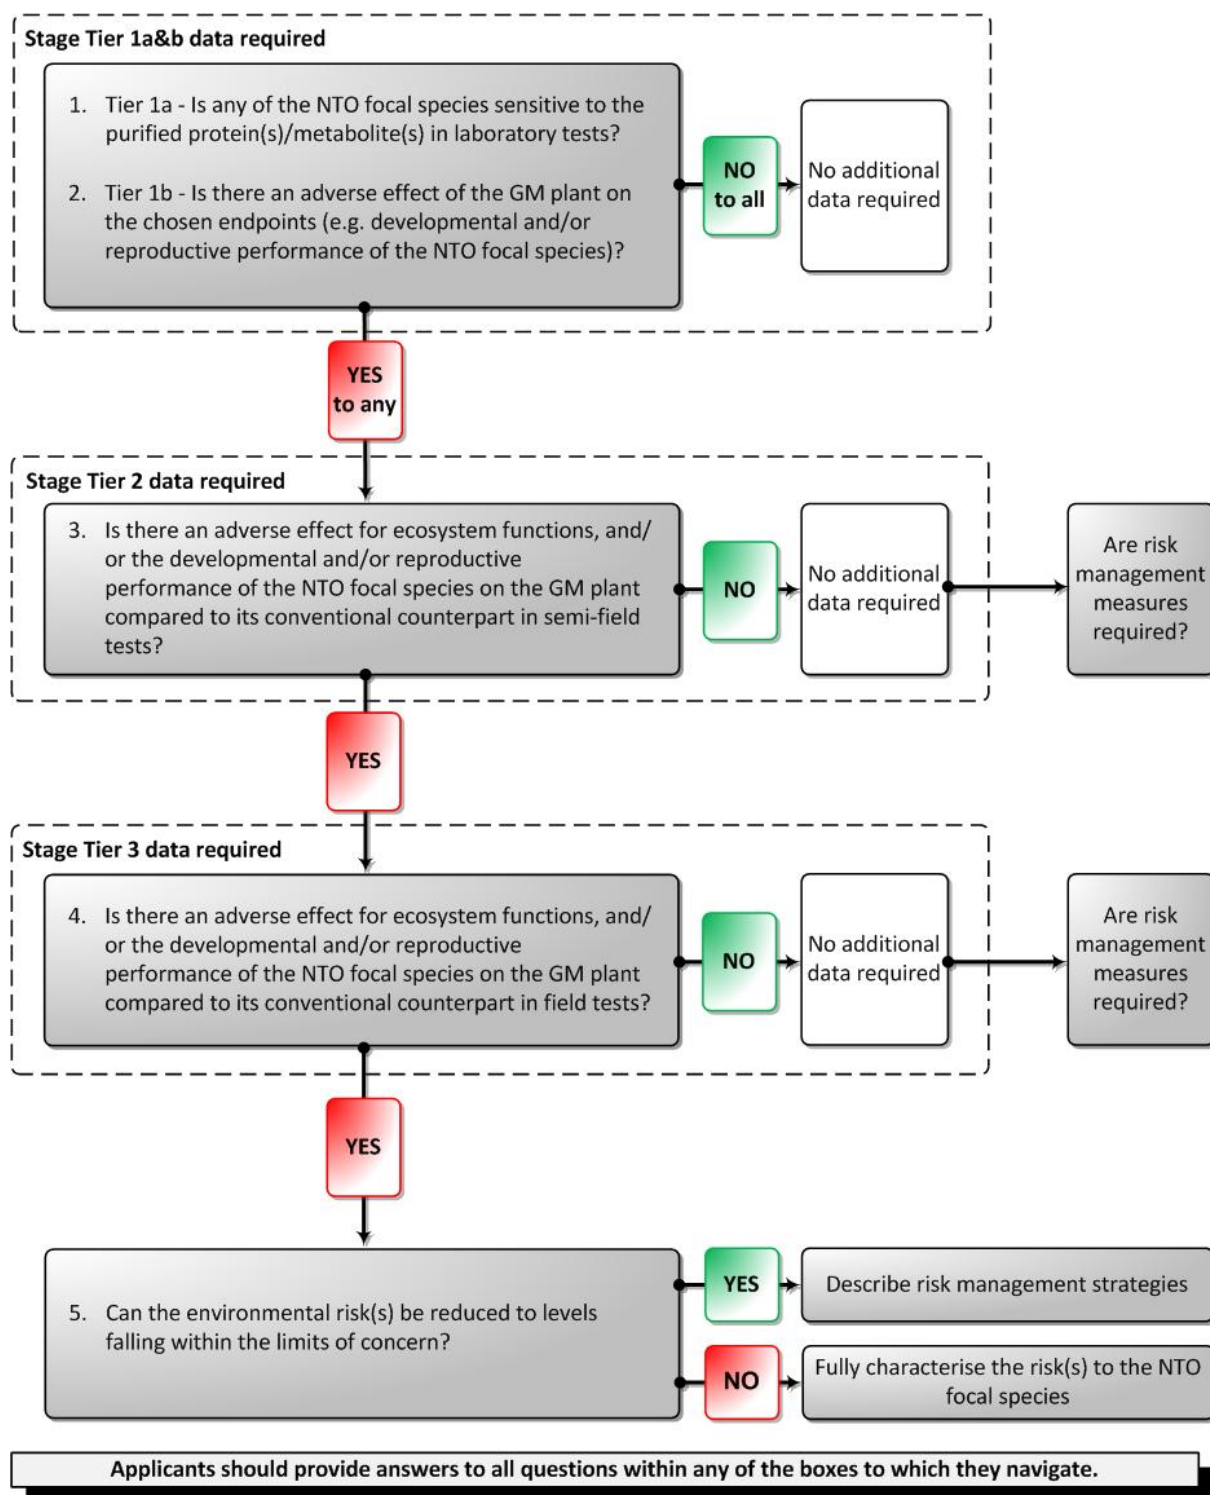 Stage Tier 1a&b data required
1. Tier 1a - Is any of the NTO focal species sensitive to the
purified protein(s)/metabolite(s) in laboratory tests?
2. Tier 1b - Is there an adverse effect of the GM plant on
the chosen endpoints (e.g. developmental and/or
reproductive performance of the NTO focal species)?
NO
to all
No additional
data required
YES
to any
Stage Tier 2 data required
3. Is there an adverse effect for ecosystem functions, and/
or the developmental and/or reproductive
performance of the NTO focal species on the GM plant
compared to its conventional counterpart in semi-field
tests?
NO
No additional
data required
Are risk
management
measures
required?
YES
Stage Tier 3 data required
4. Is there an adverse effect for ecosystem functions, and/
or the developmental and/or reproductive
performance of the NTO focal species on the GM plant
compared to its conventional counterpart in field tests?
NO
No additional
data required
Are risk
management
measures
required?
YES
5. Can the environmental risk(s) be reduced to levels
falling within the limits of concern?
YES
Describe risk management strategies
NO
Fully characterise the risk(s) to the NTO
focal species
Applicants should provide answers to all questions within any of the boxes to which they navigate.